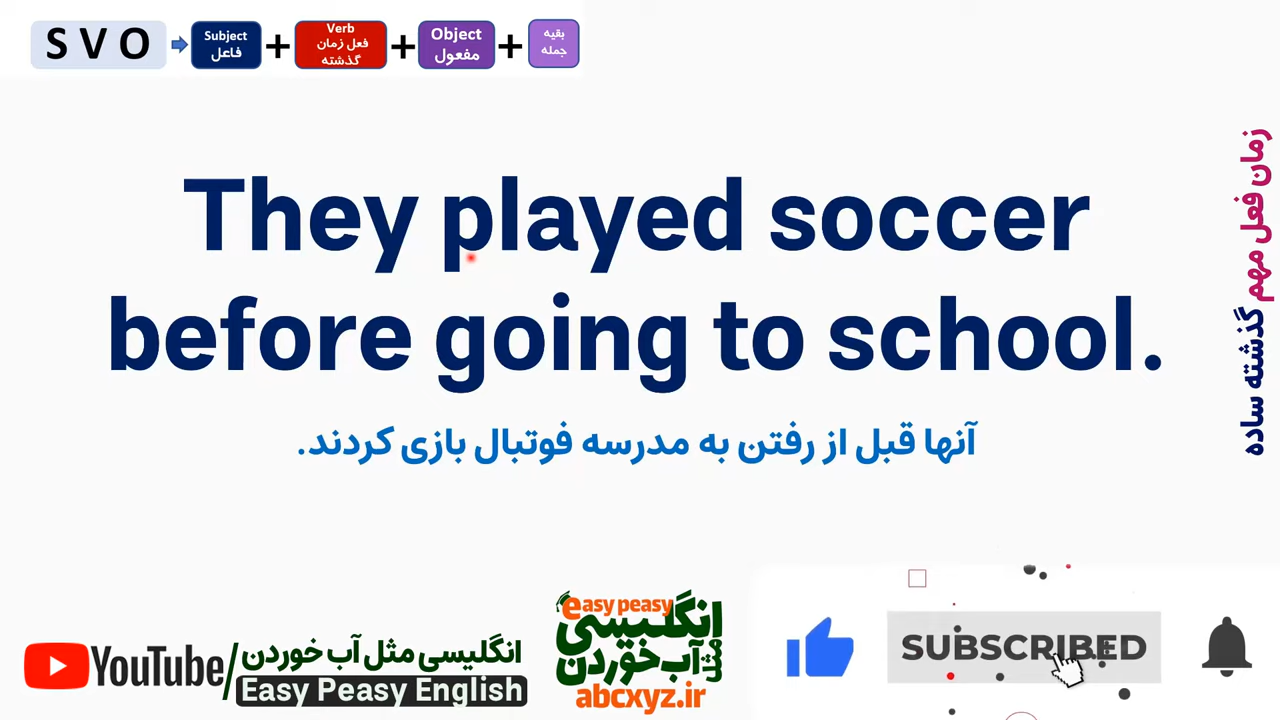 S V O
Subject
فاعل
+
Verb
فعل زمان
گذشته
+
Object
مفعول
+
بقیه
جمله
زمان فعل مهم گذشته ساده
They played soccer
before going to school.
آنها قبل از رفتن به مدرسه فوتبال بازی کردند.
YouTube/انگلیسی مثل آب خوردن
Easy Peasy English
easy peasy
انگلیسی
مثل
آب خوردن
abcxyz.ir
SUBSCRIBED